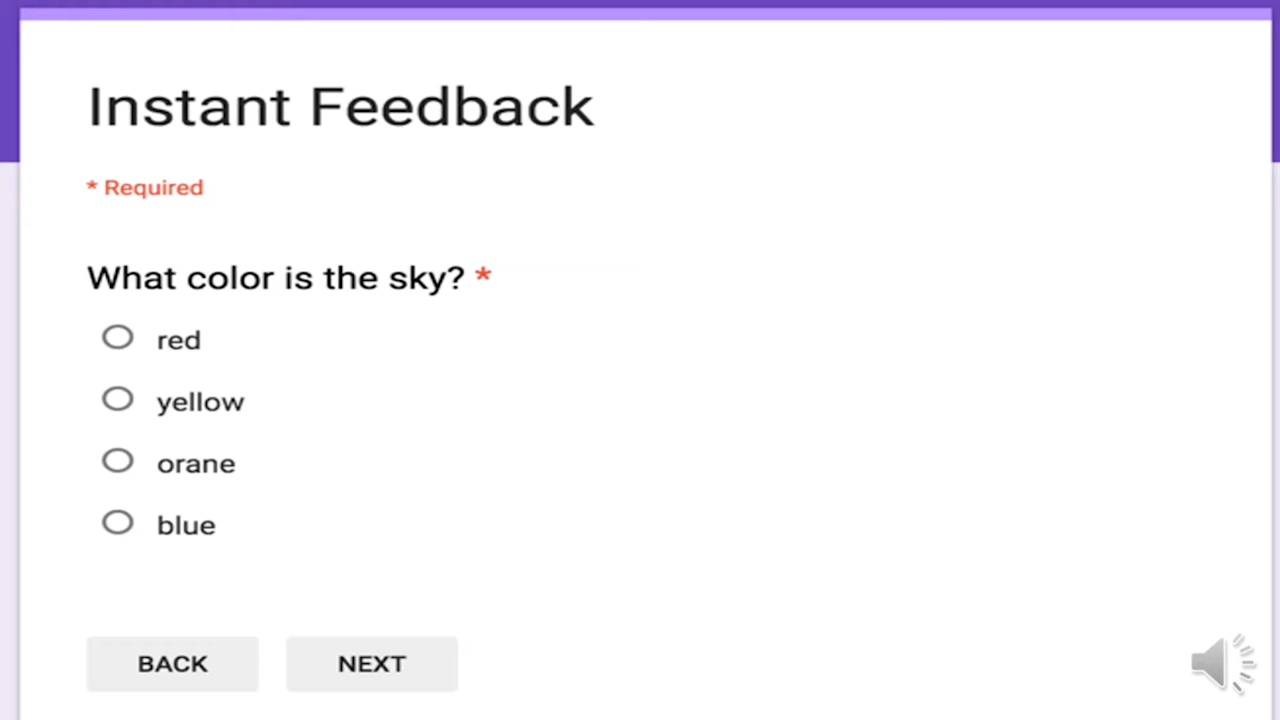 Instant Feedback
* Required
What color is the sky? *
red
yellow
orane
blue
BACK NEXT